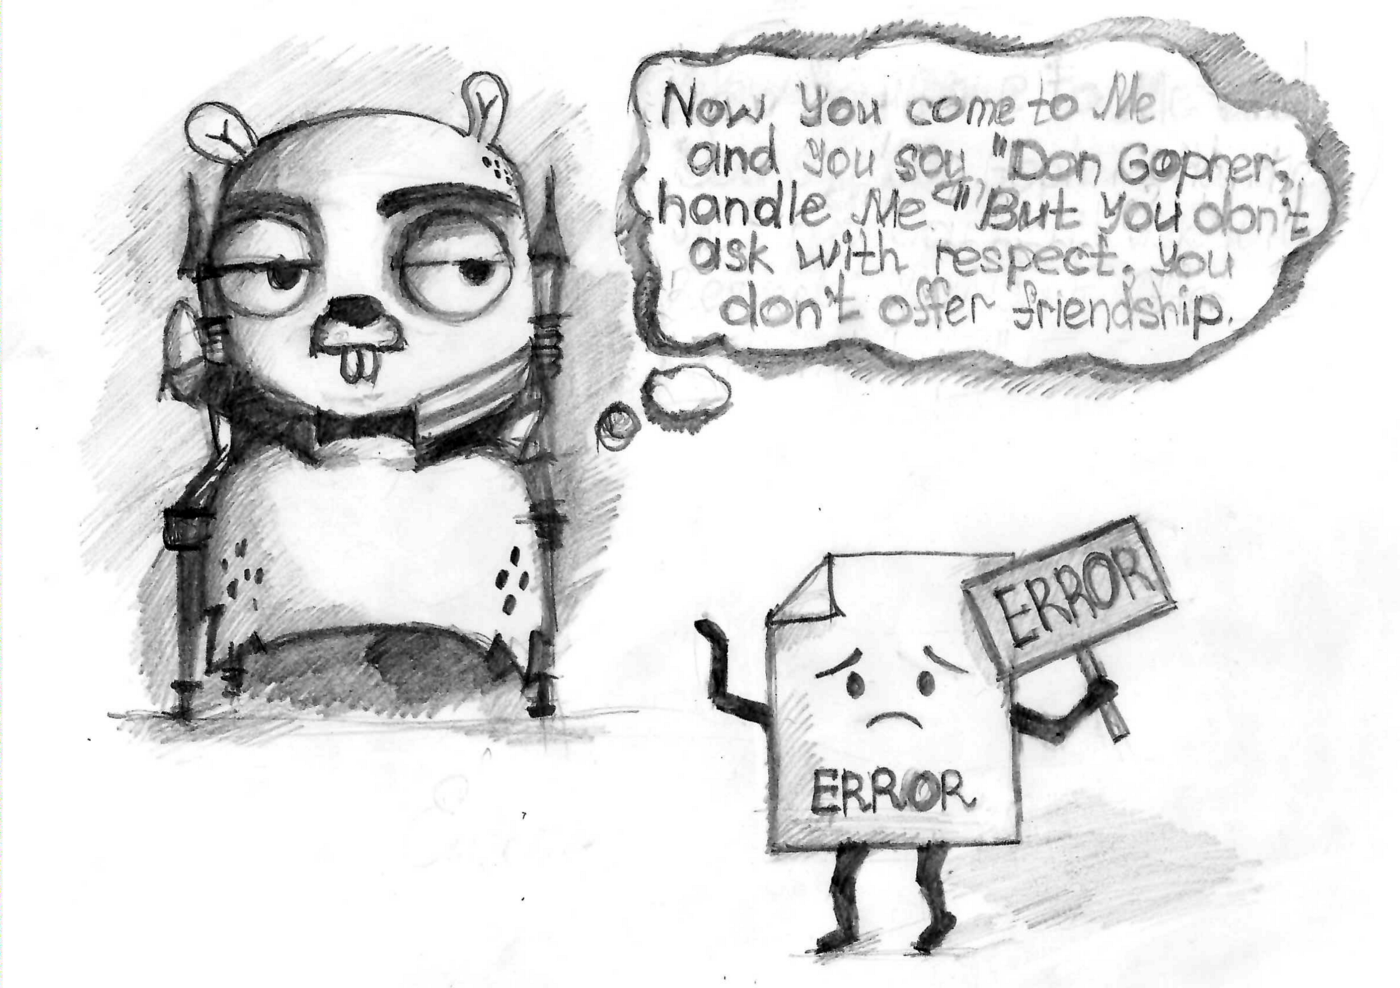 Now you come to Me
and you say "Don Gopher,
handle Me." But you don't
ask with respect, you
don't offer friendship.
ERROR
ERROR